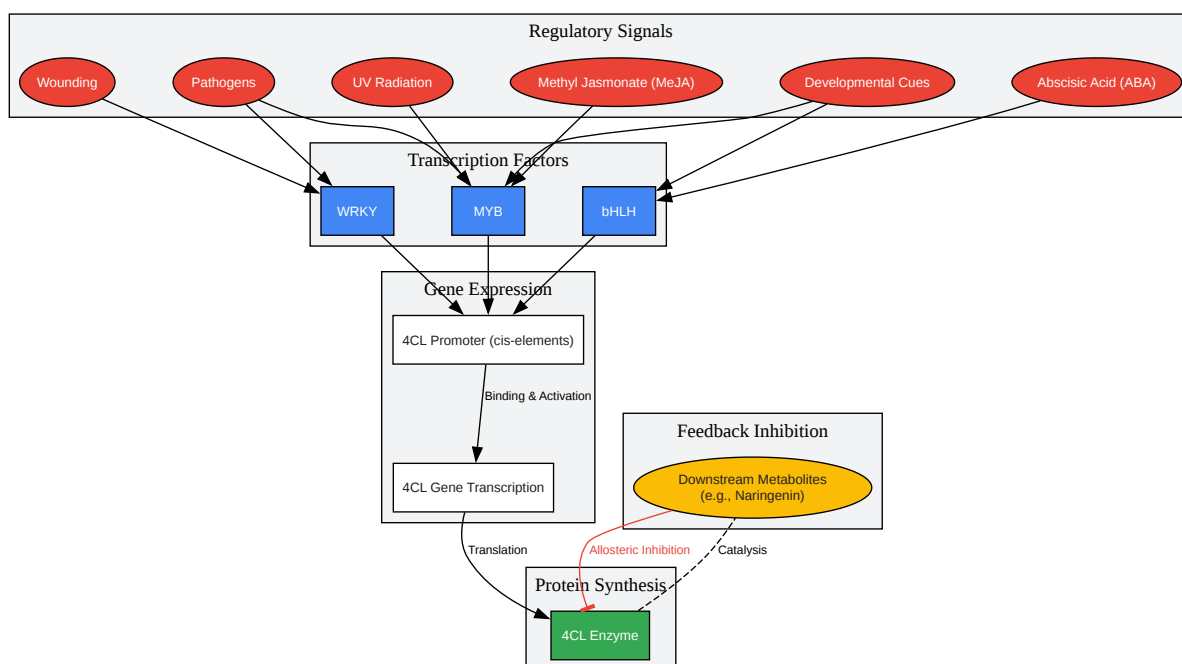 Regulatory Signals
Wounding
Pathogens
UV Radiation
Methyl Jasmonate (MeJA)
Developmental Cues
Abscisic Acid (ABA)
Transcription Factors
WRKY
MYB
bHLH
Gene Expression
4CL Promoter (cis-elements)
Binding & Activation
Feedback Inhibition
Downstream Metabolites
(e.g., Naringenin)
4CL Gene Transcription
Translation
Allosteric Inhibition
Catalysis
Protein Synthesis
4CL Enzyme